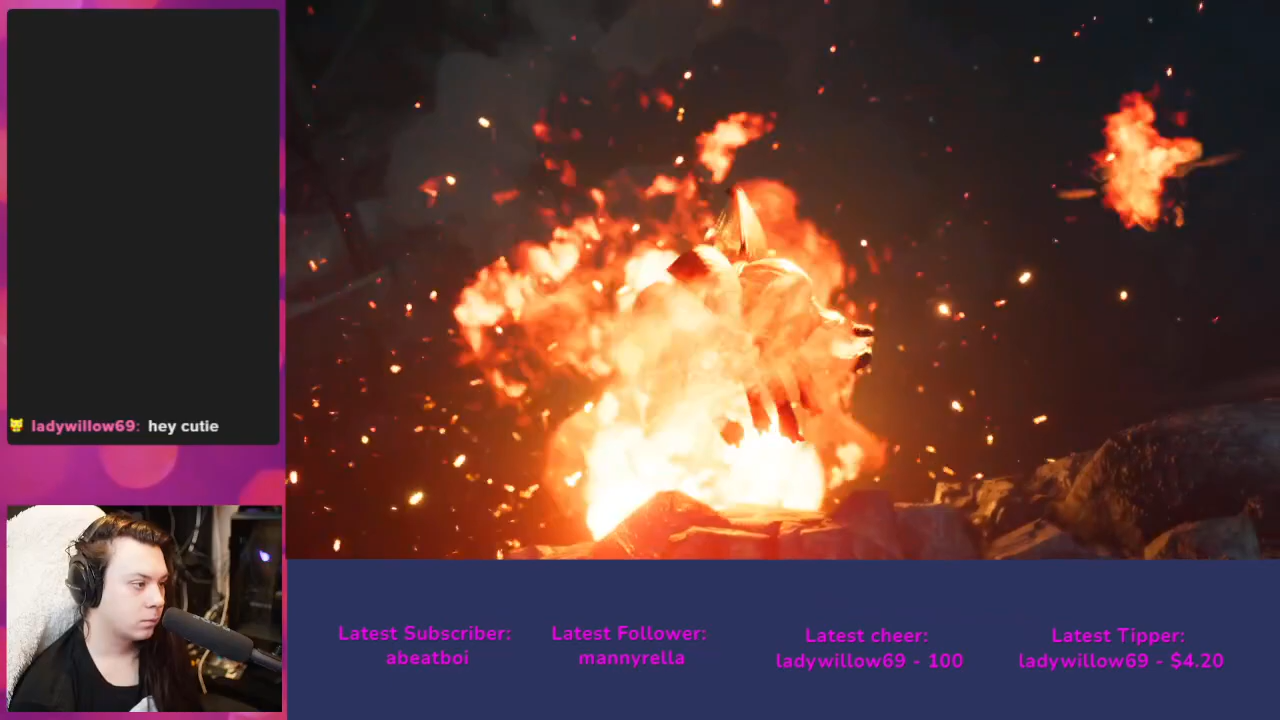 ladywillow69: hey cutie
Latest Subscriber:
abeatboi
Latest Follower:
mannyrella
Latest cheer:
ladywillow69 - 100
Latest Tipper:
ladywillow69 - $4.20